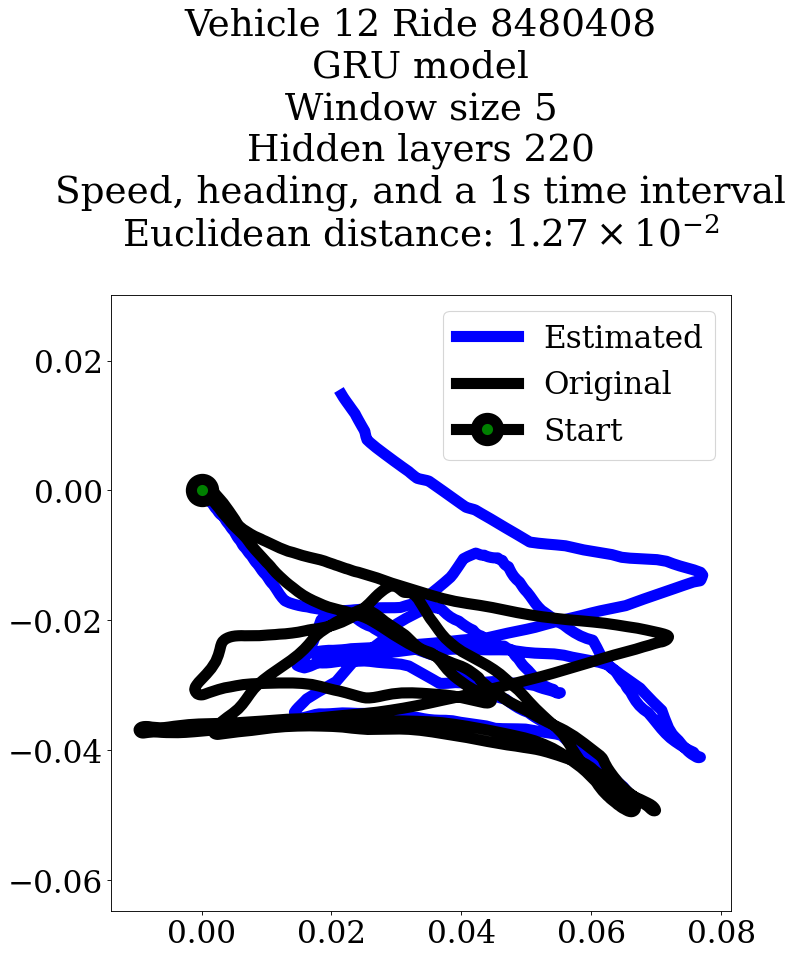 Vehicle 12 Ride 8480408
GRU model
Window size 5
Hidden layers 220
Speed, heading, and a 1s time interval
Euclidean distance: 1.27 × 10⁻²
Estimated
Original
Start
0.02
0.00
−0.02
−0.04
−0.06
0.00 0.02 0.04 0.06 0.08